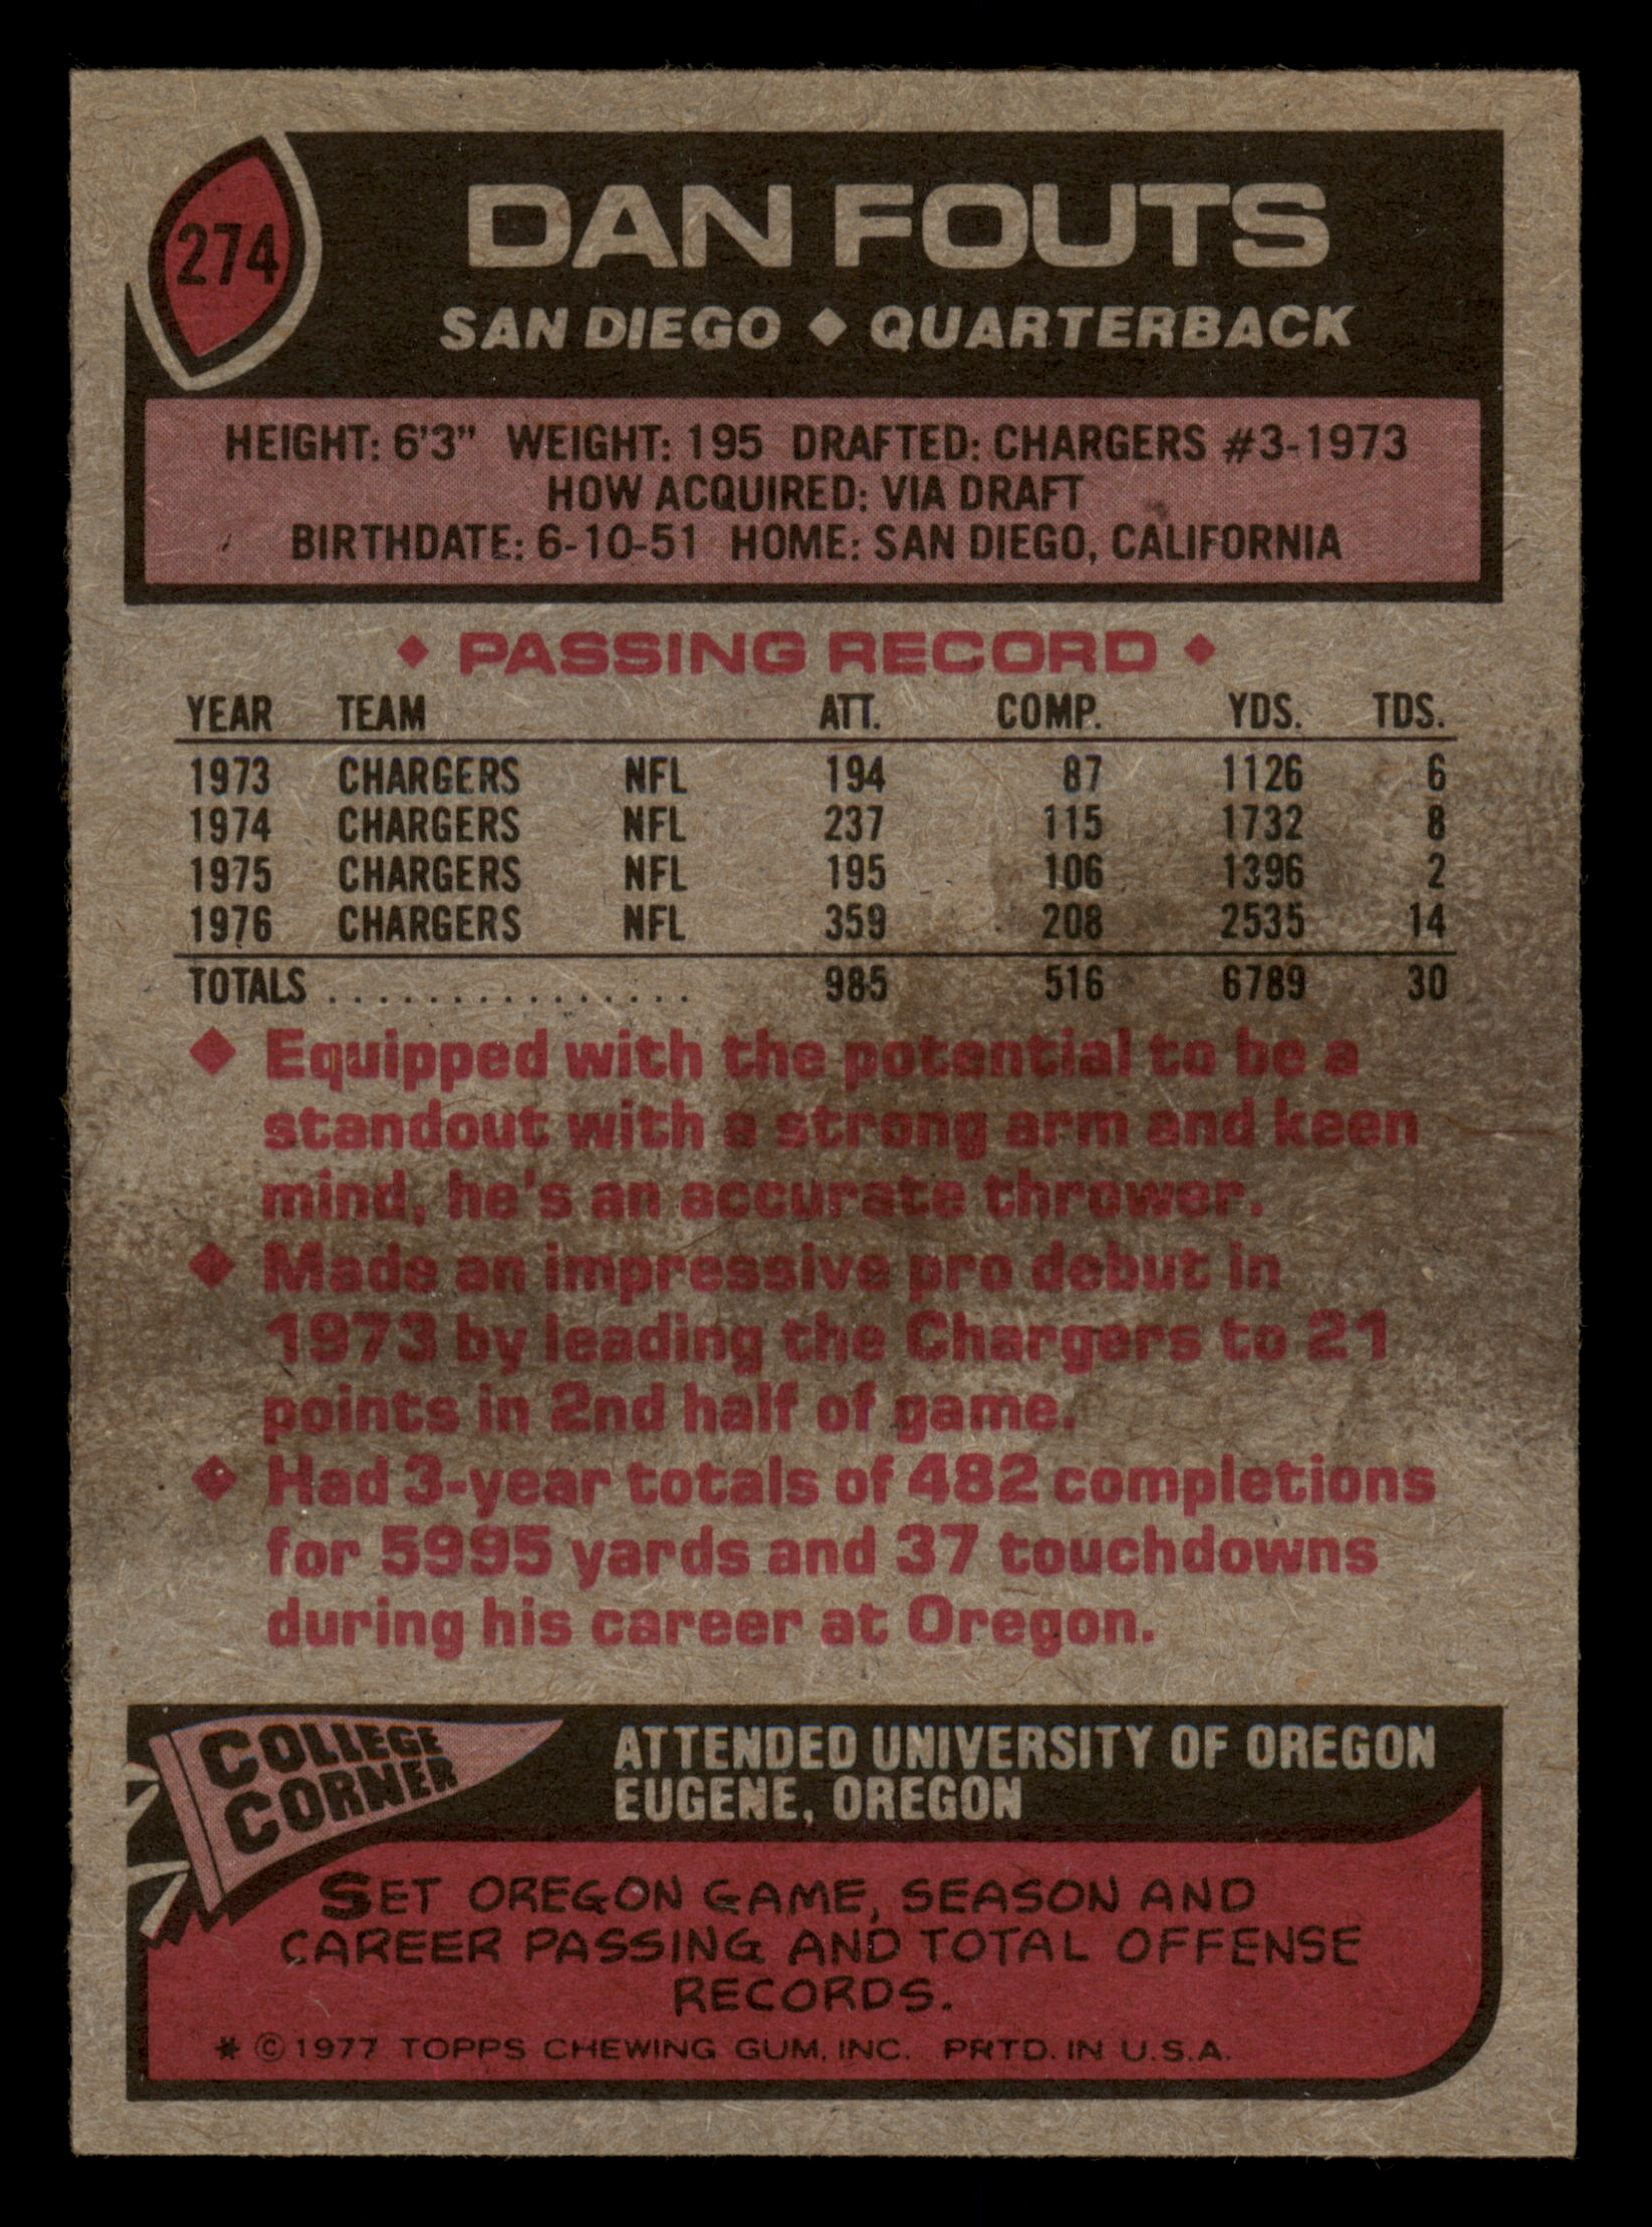 274
DAN FOUTS
SAN DIEGO ◆ QUARTERBACK
HEIGHT: 6'3" WEIGHT: 195 DRAFTED: CHARGERS #3-1973
HOW ACQUIRED: VIA DRAFT
BIRTHDATE: 6-10-51 HOME: SAN DIEGO, CALIFORNIA
◆ PASSING RECORD ◆
YEAR TEAM ATT. COMP. YDS. TDS.
1973 CHARGERS NFL 194 87 1126 6
1974 CHARGERS NFL 237 115 1732 8
1975 CHARGERS NFL 195 106 1396 2
1976 CHARGERS NFL 359 208 2535 14
TOTALS ................ 985 516 6789 30
◆ Equipped with the potential to be a
standout with a strong arm and keen
mind, he's an accurate thrower.
◆ Made an impressive pro debut in
1973 by leading the Chargers to 21
points in 2nd half of game.
◆ Had 3-year totals of 482 completions
for 5995 yards and 37 touchdowns
during his career at Oregon.
COLLEGE
CORNER
ATTENDED UNIVERSITY OF OREGON
EUGENE, OREGON
SET OREGON GAME, SEASON AND
CAREER PASSING AND TOTAL OFFENSE
RECORDS.
* © 1977 TOPPS CHEWING GUM, INC. PRTD. IN U.S.A.